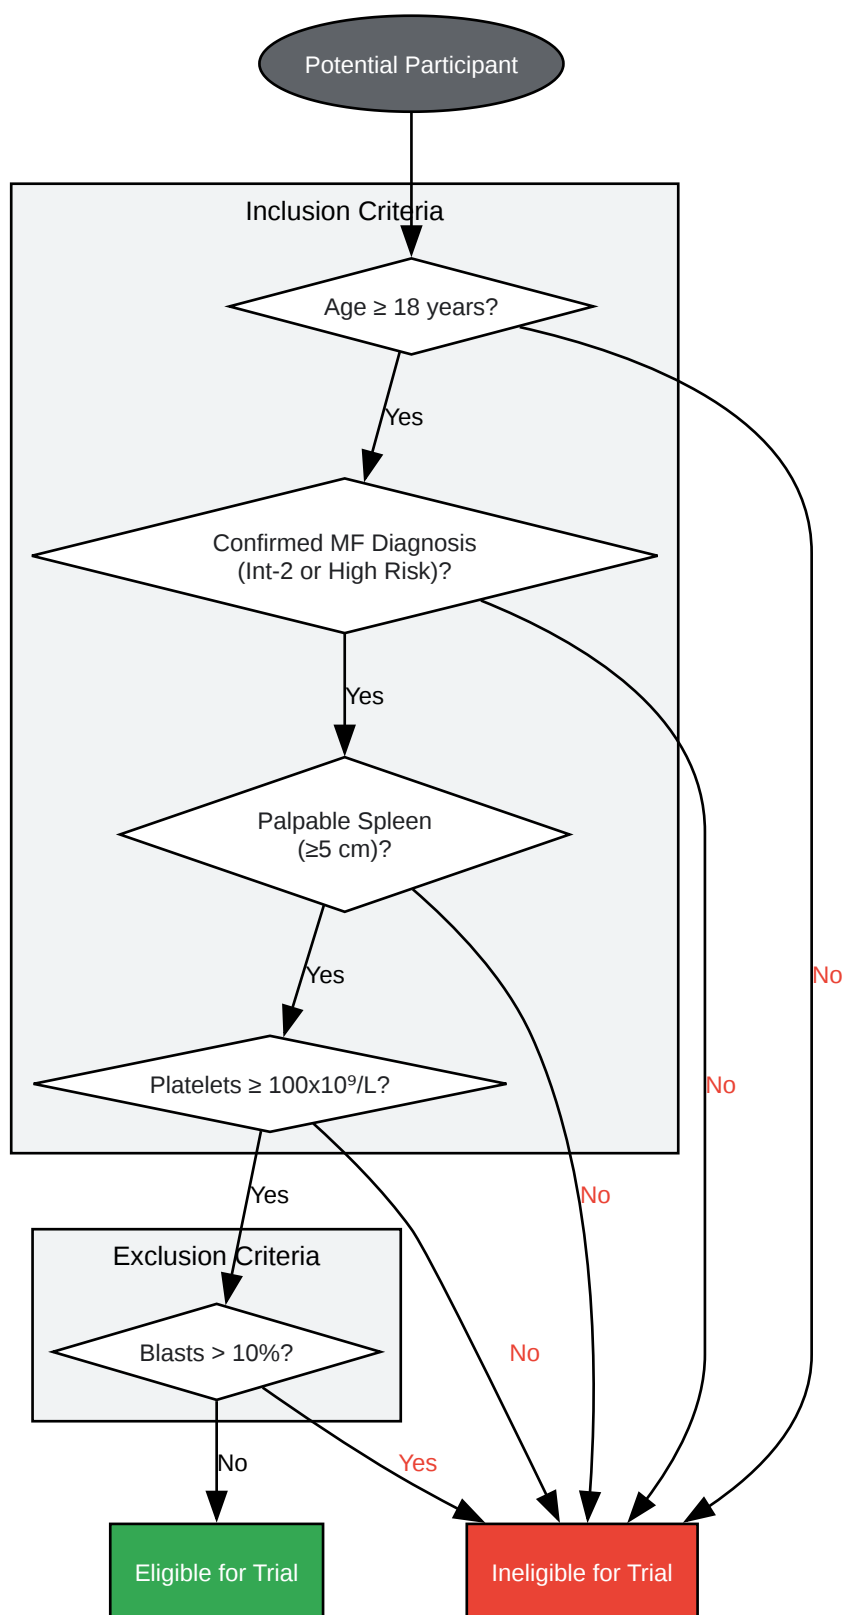 Potential Participant
Inclusion Criteria
Age ≥ 18 years?
Yes
Confirmed MF Diagnosis
(Int-2 or High Risk)?
Yes
Palpable Spleen
(≥5 cm)?
Yes
No
Platelets ≥ 100x10⁹/L?
No
Yes
No
Exclusion Criteria
Blasts > 10%?
No
No
Yes
Eligible for Trial
Ineligible for Trial